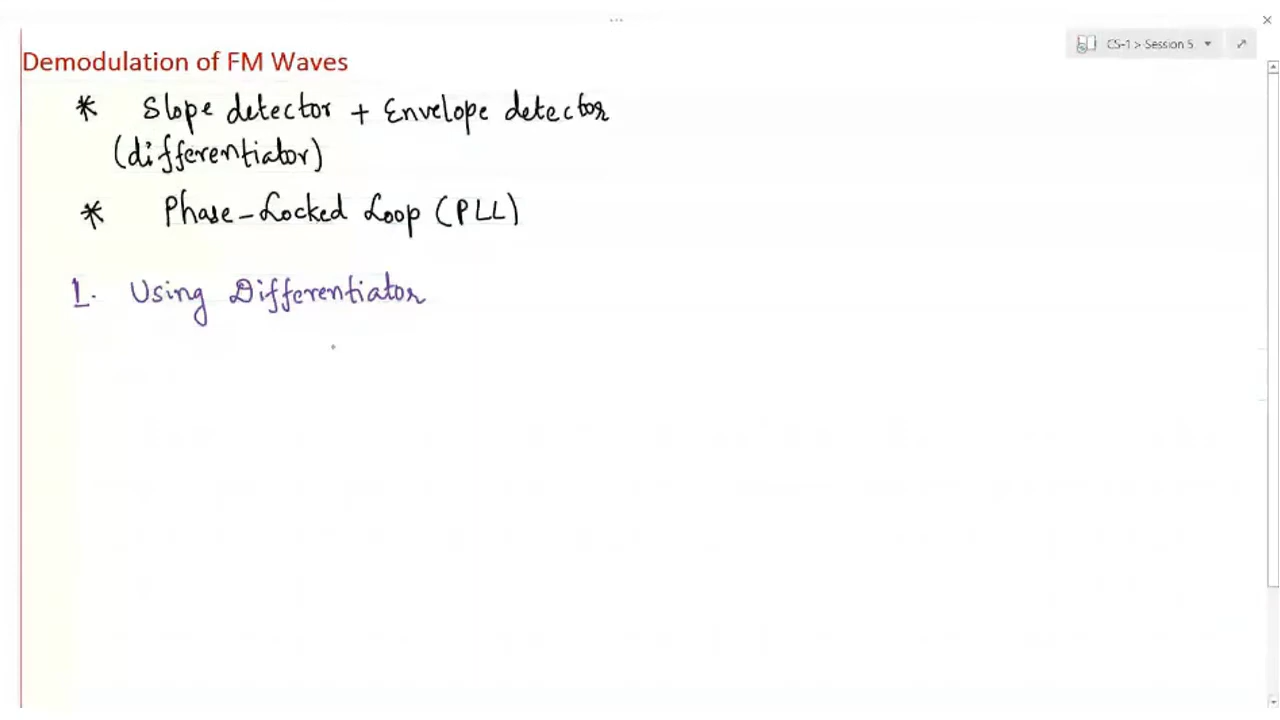 CS-1 > Session 5
Demodulation of FM Waves
* Slope detector + Envelope detector
(differentiator)
* Phase-Locked Loop (PLL)
1. Using Differentiator